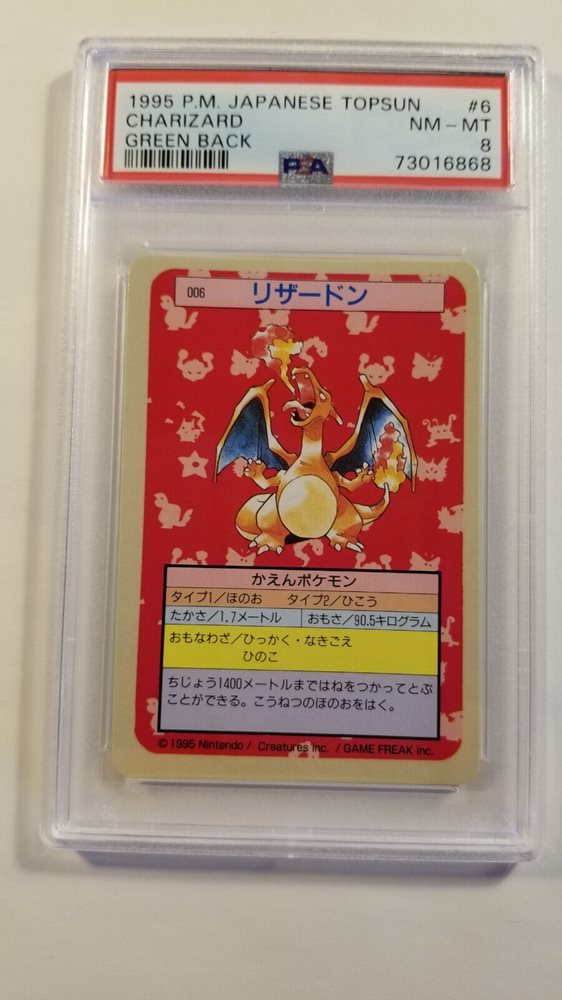 1995 P.M. JAPANESE TOPSUN #6
CHARIZARD NM-MT
GREEN BACK 8
PSA 73016868
006 リザードン
かえんポケモン
タイプ1/ほのお タイプ2/ひこう
たかさ/1.7メートル おもさ/90.5キログラム
おもなわざ/ひっかく・なきごえ
ひのこ
ちじょう1400メートルまではねをつかってとぶ
ことができる。こうねつのほのおをはく。
©1995 Nintendo / Creatures inc. / GAME FREAK inc.